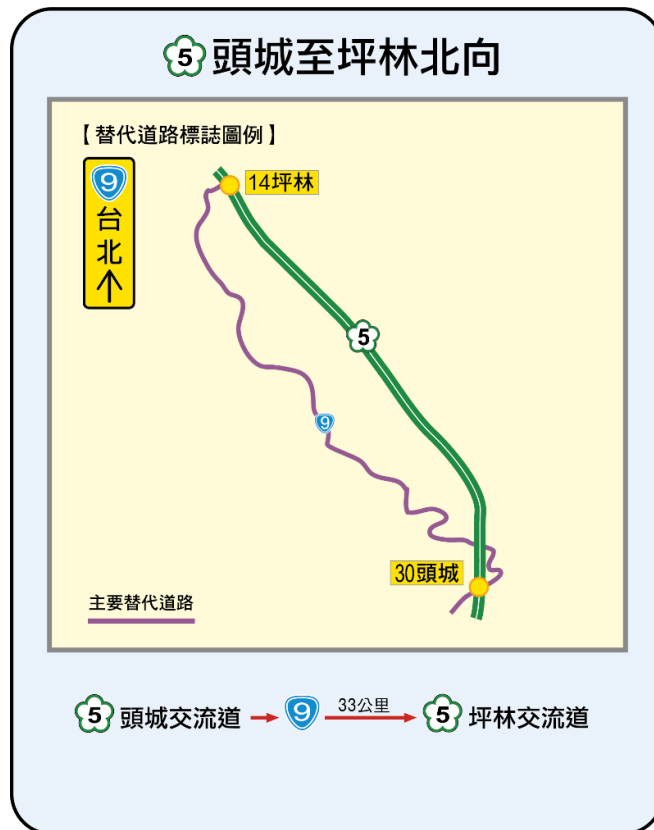 5 頭城至坪林北向
【替代道路標誌圖例】
9
台
北
14坪林
5
9
30頭城
主要替代道路
5 頭城交流道 9 33公里 5 坪林交流道